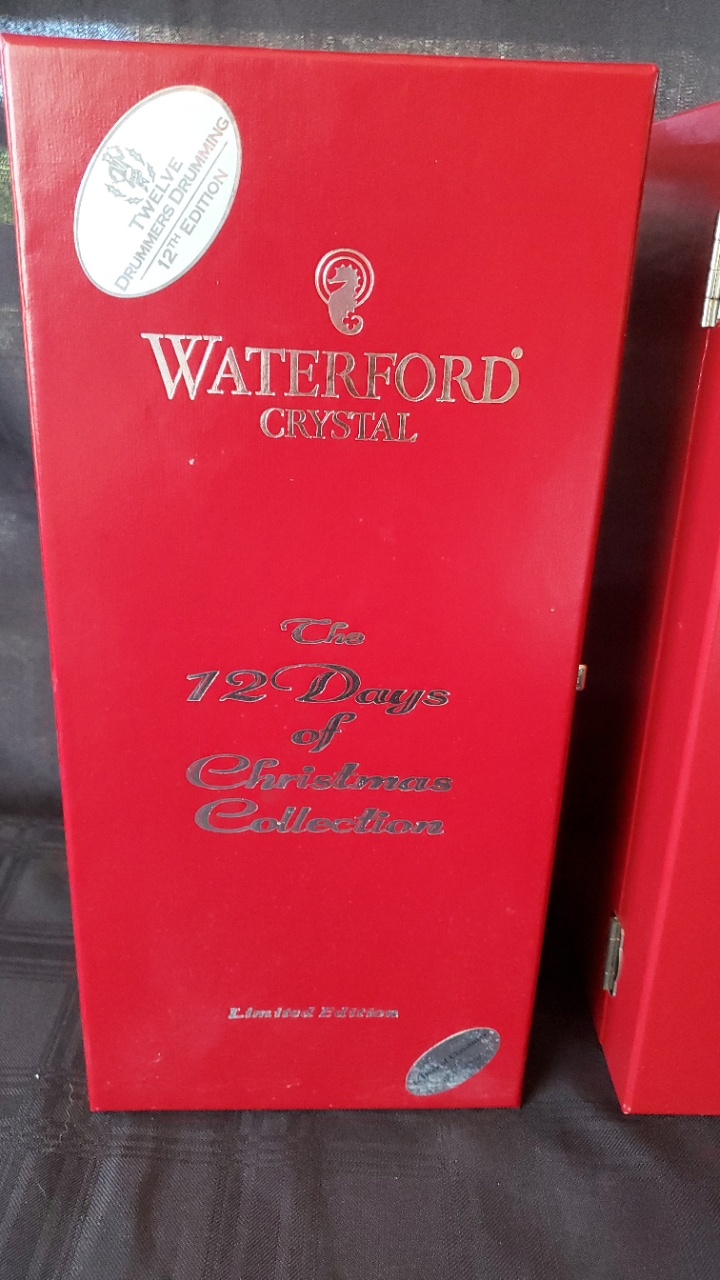 TWELVE
DRUMMERS DRUMMING
12TH EDITION
WATERFORD®
CRYSTAL
The
12 Days
of
Christmas
Collection
Limited Edition